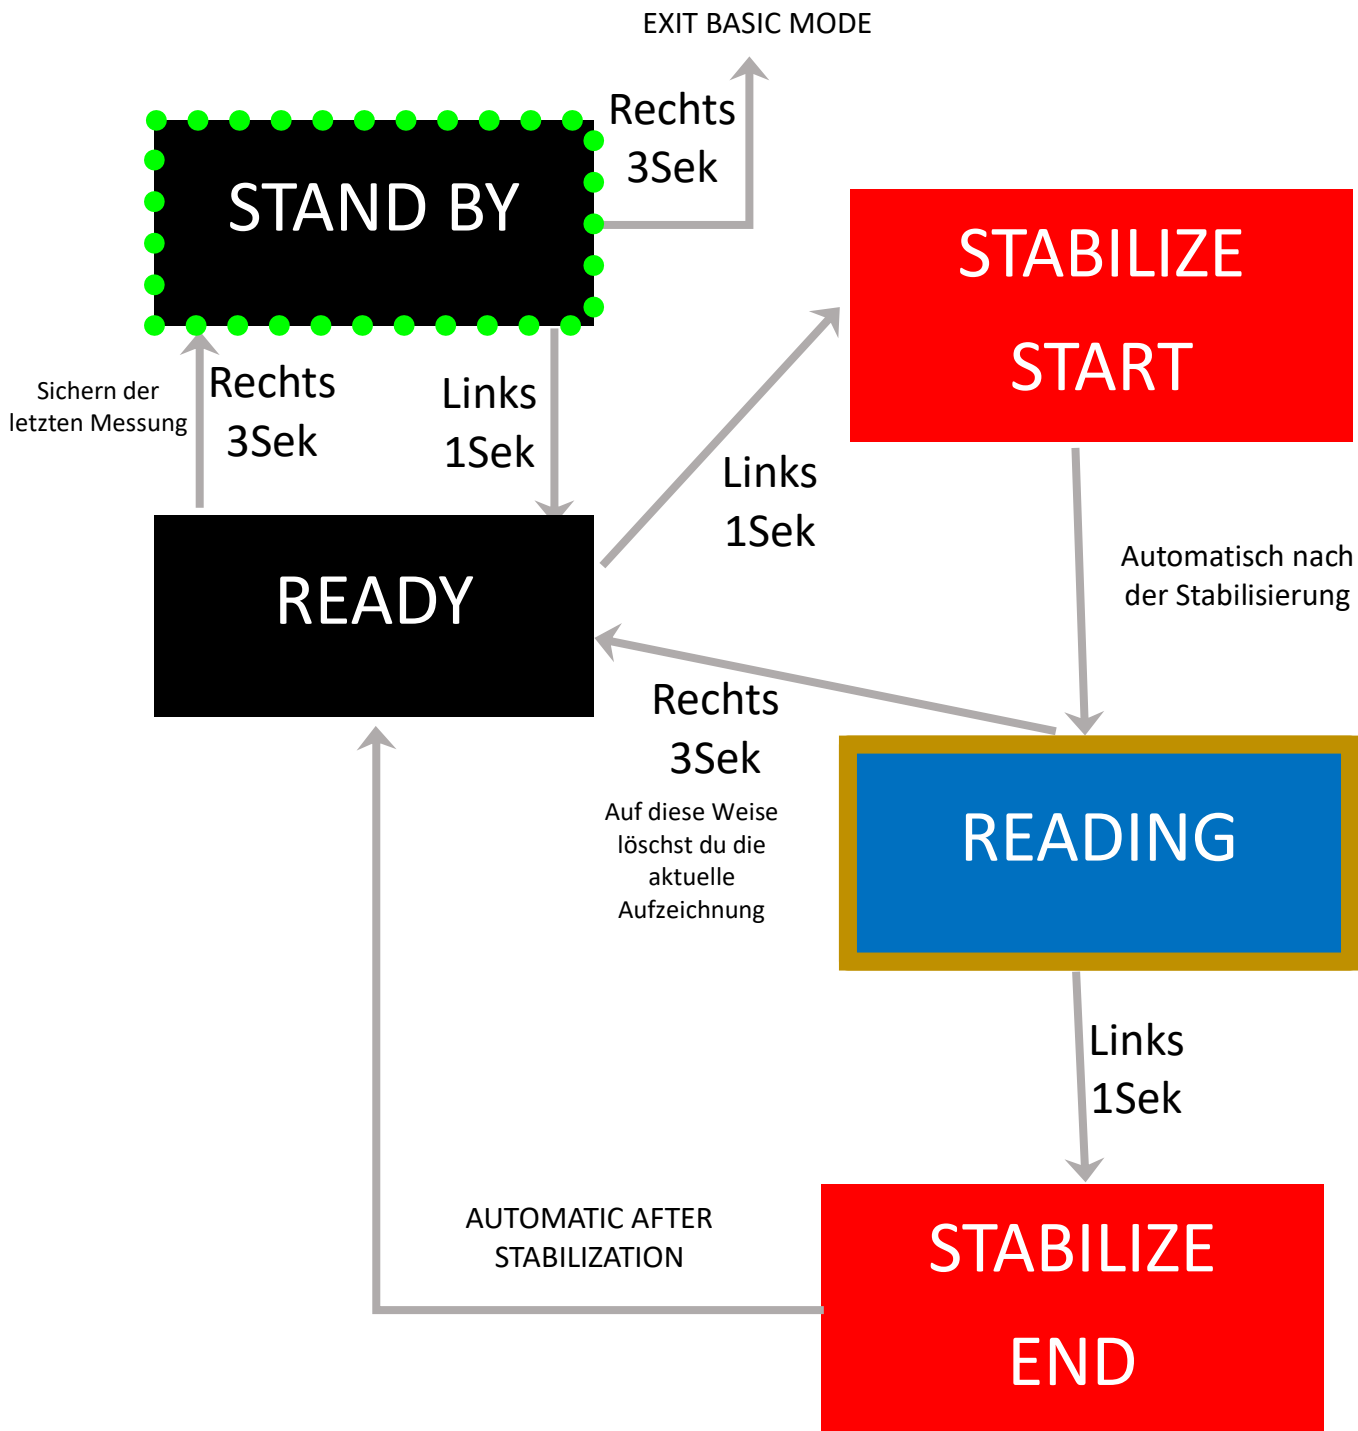 EXIT BASIC MODE
Rechts
3Sek
STAND BY
STABILIZE
START
Sichern der
letzten Messung
Rechts
3Sek
Links
1Sek
Links
1Sek
Automatisch nach
der Stabilisierung
READY
Rechts
3Sek
Auf diese Weise
löschst du die
aktuelle
Aufzeichnung
READING
Links
1Sek
AUTOMATIC AFTER
STABILIZATION
STABILIZE
END